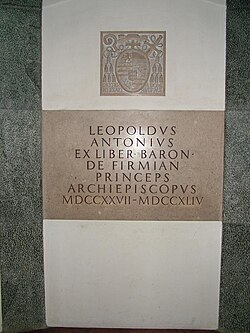 LEOPOLDVS
ANTONIVS
EX LIBER·BARON·
DE FIRMIAN
PRINCEPS
ARCHIEPISCOPVS
MDCCXXVII-MDCCXLIV